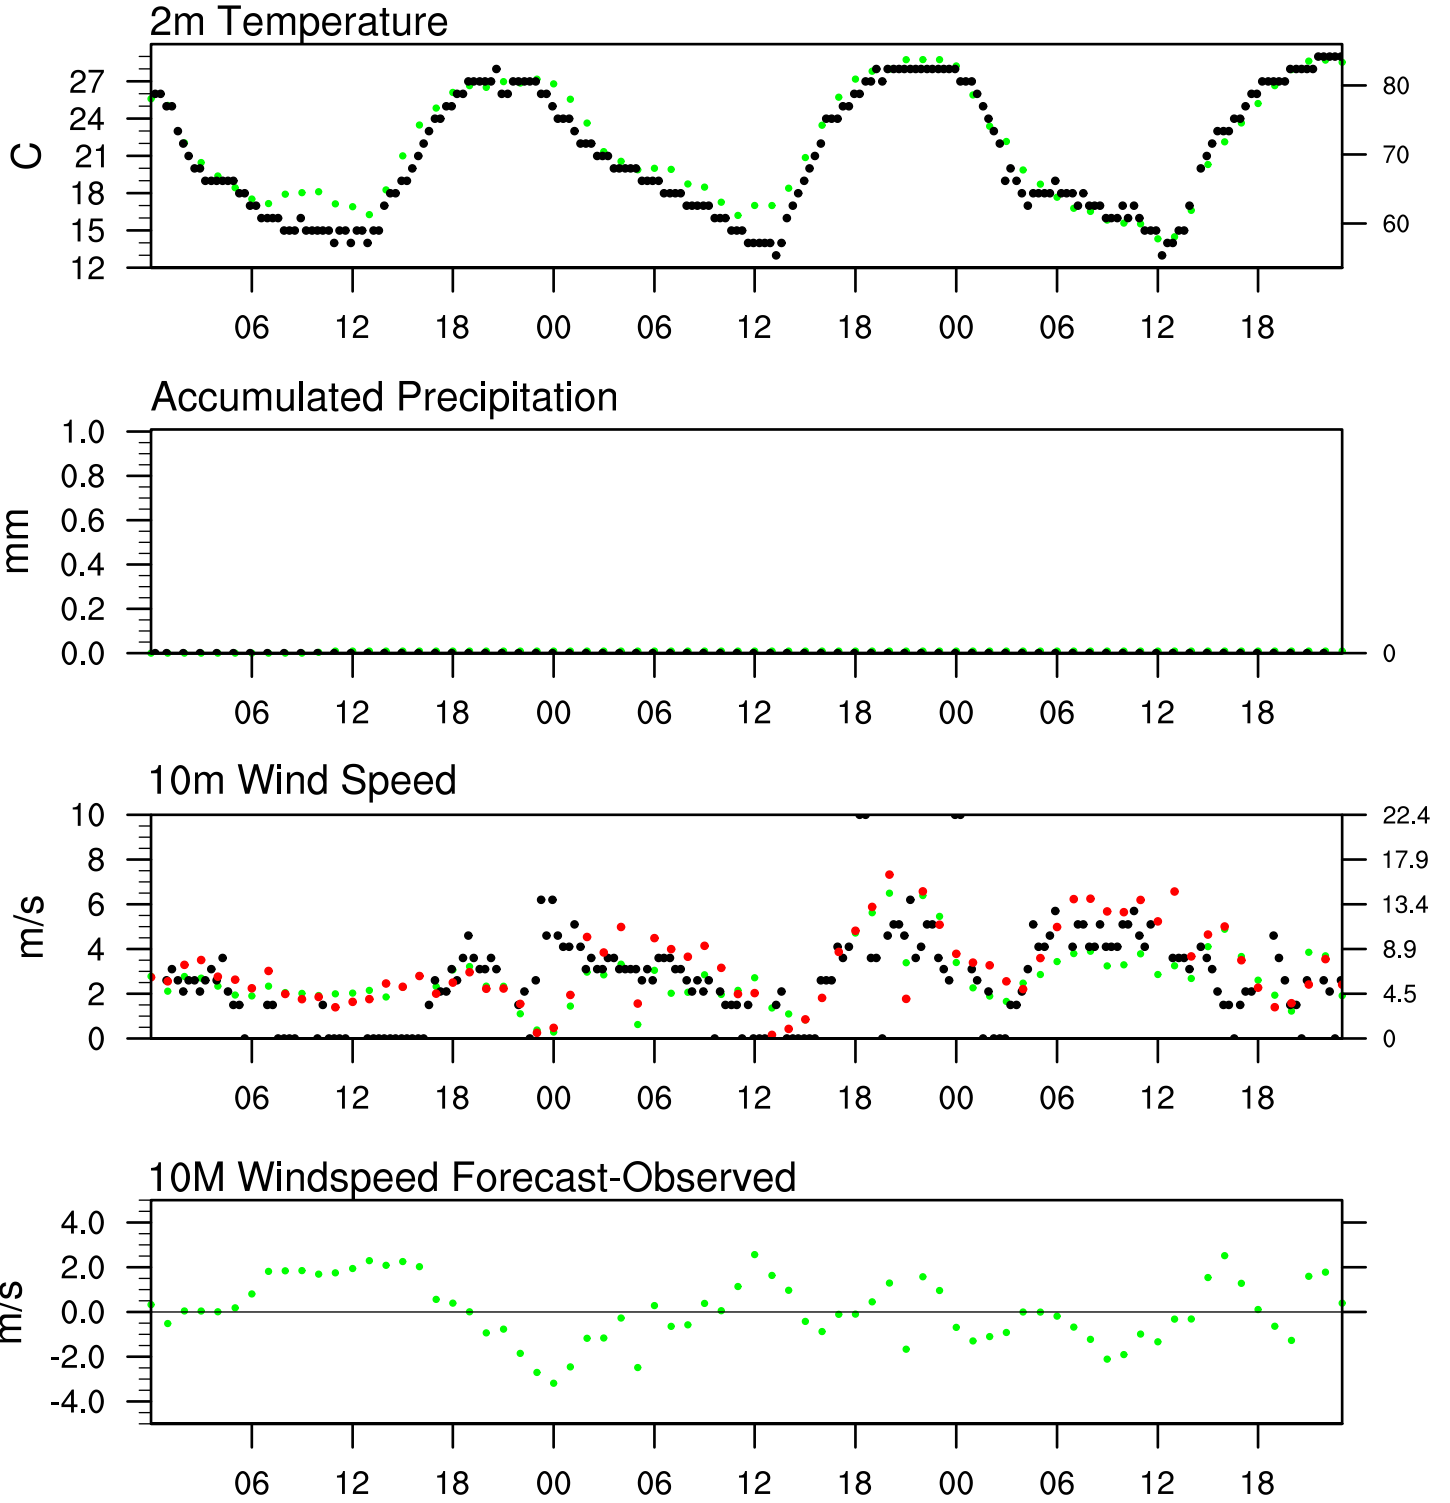 2m Temperature
C
27
24
21
18
15
12
80
70
60
06 12 18 00 06 12 18 00 06 12 18
Accumulated Precipitation
mm
1.0
0.8
0.6
0.4
0.2
0.0
0
06 12 18 00 06 12 18 00 06 12 18
10m Wind Speed
m/s
10
8
6
4
2
0
22.4
17.9
13.4
8.9
4.5
0
06 12 18 00 06 12 18 00 06 12 18
10M Windspeed Forecast-Observed
m/s
4.0
2.0
0.0
-2.0
-4.0
06 12 18 00 06 12 18 00 06 12 18